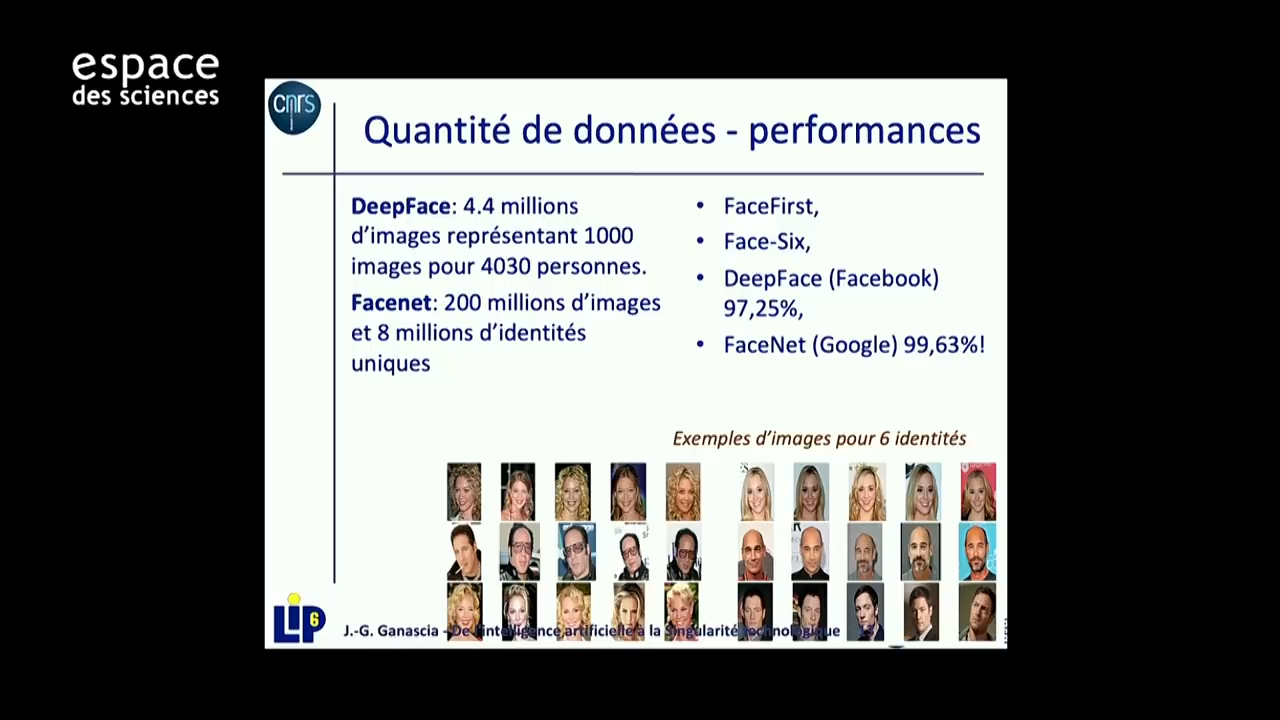 espace
des sciences
cnrs
Quantité de données - performances
DeepFace: 4.4 millions
d'images représentant 1000
images pour 4030 personnes.
Facenet: 200 millions d'images
et 8 millions d'identités
uniques
• FaceFirst,
• Face-Six,
• DeepFace (Facebook)
97,25%,
• FaceNet (Google) 99,63%!
Exemples d'images pour 6 identités
LIP6
J.-G. Ganascia - De l'intelligence artificielle à la Singularité technologique